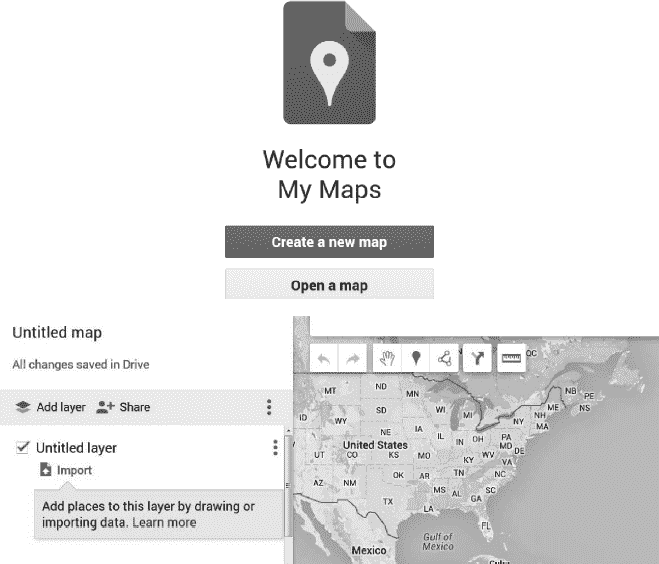 Welcome to
My Maps
Create a new map
Open a map
Untitled map
All changes saved in Drive
Add layer Share
Untitled layer
Import
Add places to this layer by drawing or
importing data. Learn more
QC
MT ND MN NB PE
ID SD WI MI ME NS
WY NY NH
NE IA MA
United States IL IN OH PA
UT CO KS MO WV MD DE
KY VA
AZ NM OK AR TN NC
MS AL SC
TX GA
LA
FL
Gulf of
Mexico
Mexico
Cuba